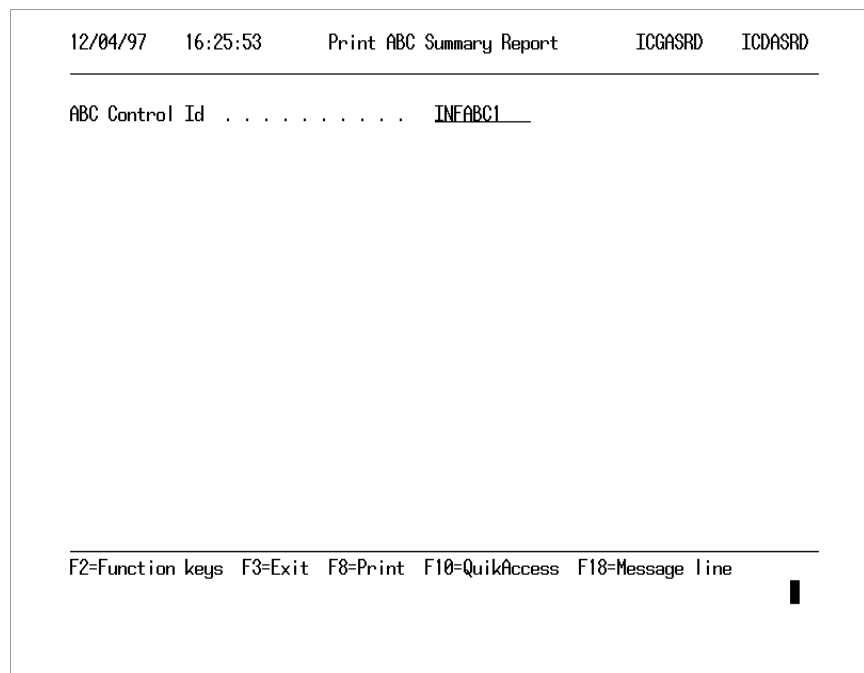 12/04/97 16:25:53 Print ABC Summary Report ICGASRD ICDASRD
ABC Control Id . . . . . . . . . . INFABC1
F2=Function keys F3=Exit F8=Print F10=QuikAccess F18=Message line